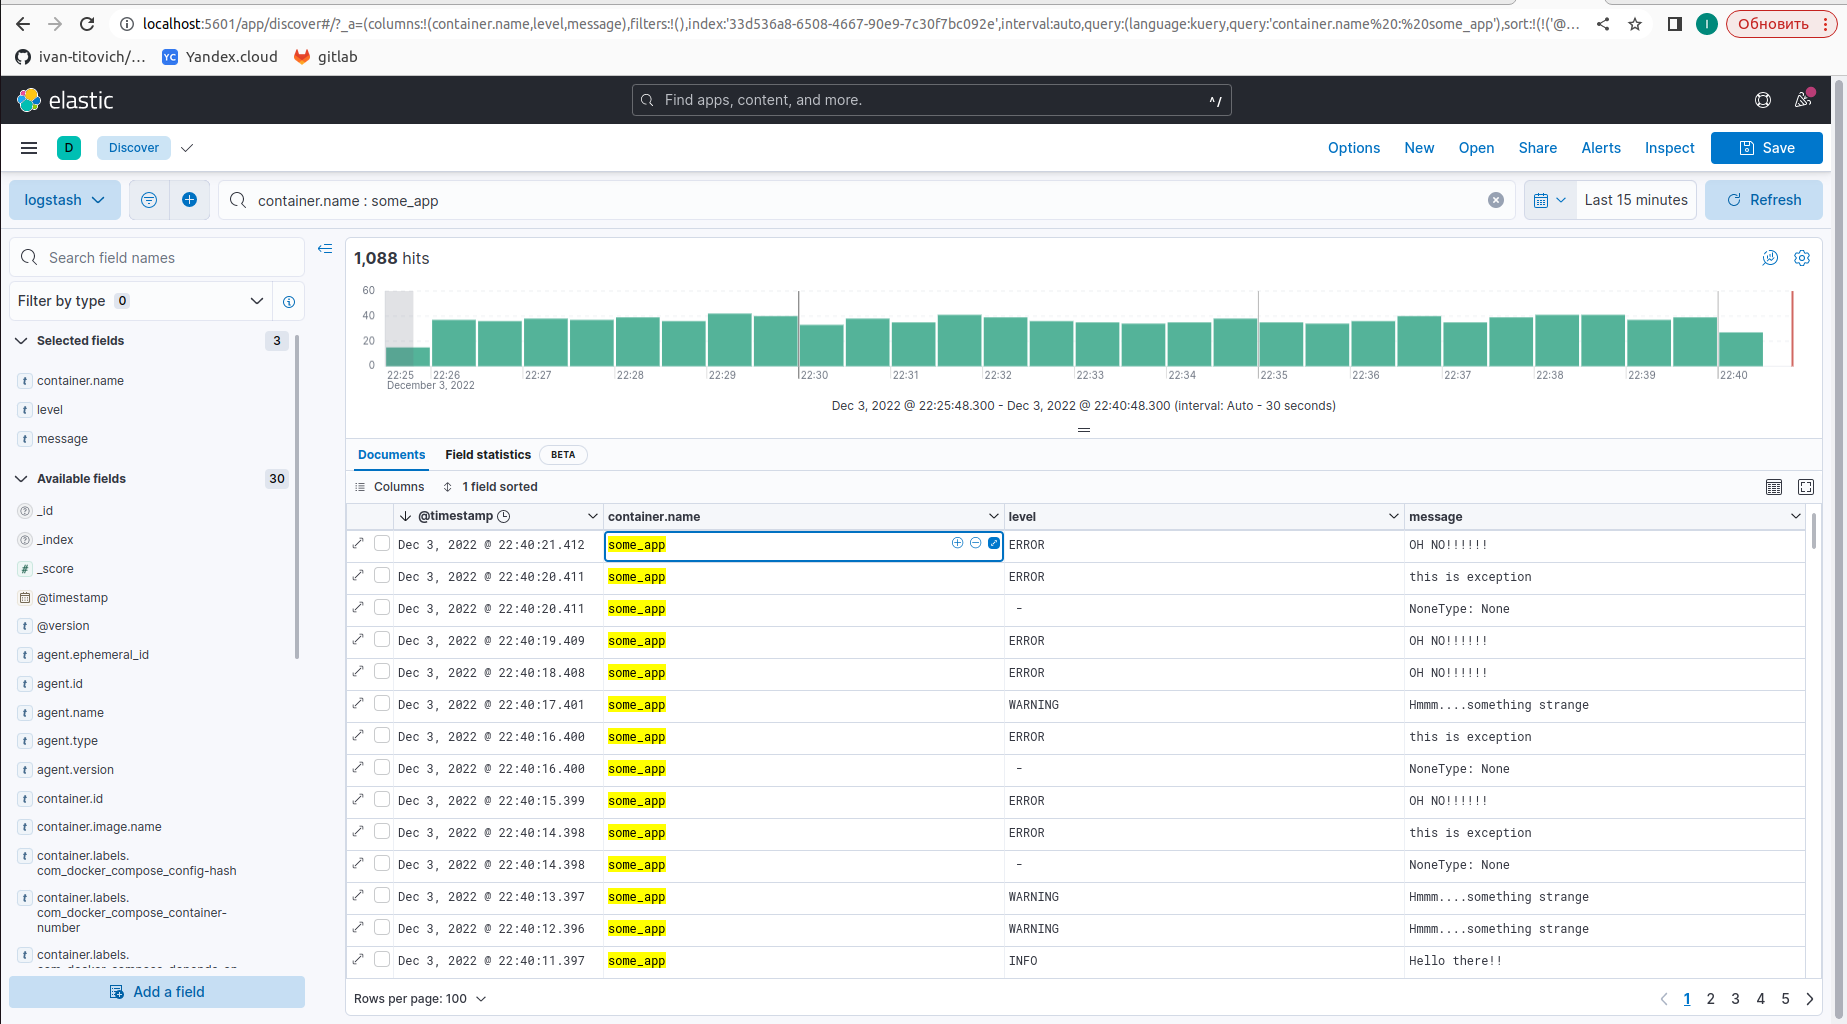 localhost:5601/app/discover#/?_a=(columns:!(container.name,level,message),filters:!(),index:'33d536a8-6508-4667-90e9-7c30f7bc092e',interval:auto,query:(language:kuery,query:'container.name%20:%20some_app'),sort:!(!('@...
I
Обновить
ivan-titovich/...
YC Yandex.cloud
gitlab
elastic
Find apps, content, and more.
^/
D
Discover
Options
New
Open
Share
Alerts
Inspect
Save
logstash
container.name : some_app
Last 15 minutes
Refresh
Search field names
Filter by type 0
Selected fields 3
t container.name
t level
t message
Available fields 30
? _id
? _index
# _score
@timestamp
t @version
t agent.ephemeral_id
t agent.id
t agent.name
t agent.type
t agent.version
t container.id
t container.image.name
t container.labels.
com_docker_compose_config-hash
t container.labels.
com_docker_compose_container-
number
t container.labels.
Add a field
1,088 hits
60
40
20
0
22:25 22:26 22:27 22:28 22:29 22:30 22:31 22:32 22:33 22:34 22:35 22:36 22:37 22:38 22:39 22:40
December 3, 2022
Dec 3, 2022 @ 22:25:48.300 - Dec 3, 2022 @ 22:40:48.300 (interval: Auto - 30 seconds)
Documents
Field statistics
BETA
Columns
1 field sorted
@timestamp container.name level message
Dec 3, 2022 @ 22:40:21.412 some_app ERROR OH NO!!!!!!
Dec 3, 2022 @ 22:40:20.411 some_app ERROR this is exception
Dec 3, 2022 @ 22:40:20.411 some_app - NoneType: None
Dec 3, 2022 @ 22:40:19.409 some_app ERROR OH NO!!!!!!
Dec 3, 2022 @ 22:40:18.408 some_app ERROR OH NO!!!!!!
Dec 3, 2022 @ 22:40:17.401 some_app WARNING Hmmm....something strange
Dec 3, 2022 @ 22:40:16.400 some_app ERROR this is exception
Dec 3, 2022 @ 22:40:16.400 some_app - NoneType: None
Dec 3, 2022 @ 22:40:15.399 some_app ERROR OH NO!!!!!!
Dec 3, 2022 @ 22:40:14.398 some_app ERROR this is exception
Dec 3, 2022 @ 22:40:14.398 some_app - NoneType: None
Dec 3, 2022 @ 22:40:13.397 some_app WARNING Hmmm....something strange
Dec 3, 2022 @ 22:40:12.396 some_app WARNING Hmmm....something strange
Dec 3, 2022 @ 22:40:11.397 some_app INFO Hello there!!
Rows per page: 100
1 2 3 4 5